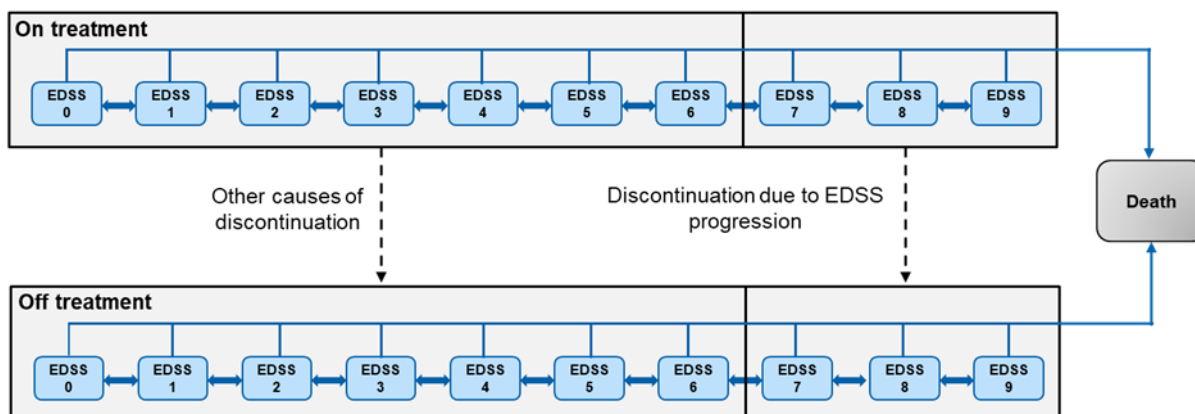 On treatment
EDSS EDSS EDSS EDSS EDSS EDSS EDSS EDSS EDSS EDSS
0 1 2 3 4 5 6 7 8 9
Other causes of
discontinuation
Discontinuation due to EDSS
progression
Death
Off treatment
EDSS EDSS EDSS EDSS EDSS EDSS EDSS EDSS EDSS EDSS
0 1 2 3 4 5 6 7 8 9